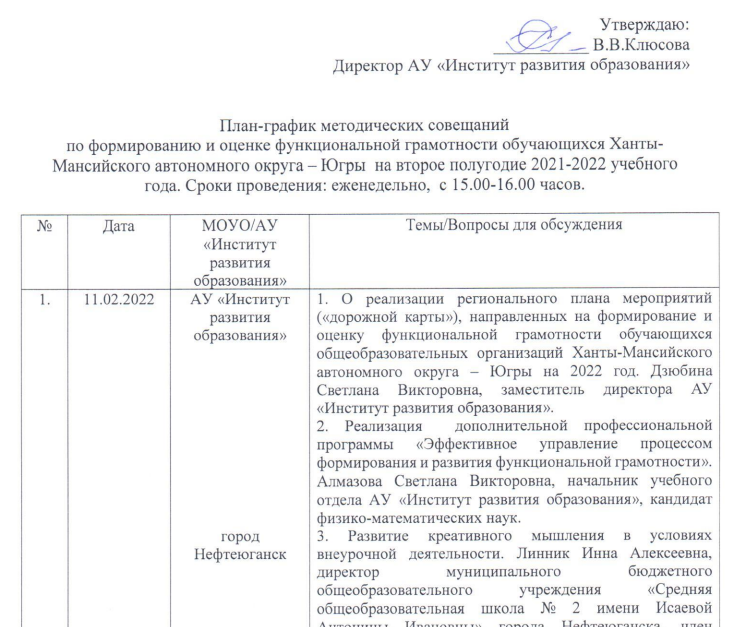 Утверждаю:
В.В.Клюсова
Директор АУ «Институт развития образования»
План-график методических совещаний
по формированию и оценке функциональной грамотности обучающихся Ханты-
Мансийского автономного округа – Югры на второе полугодие 2021-2022 учебного
года. Сроки проведения: еженедельно, с 15.00-16.00 часов.
№ Дата МОУО/АУ Темы/Вопросы для обсуждения
«Институт
развития
образования»
1. 11.02.2022 АУ «Институт 1. О реализации регионального плана мероприятий
развития («дорожной карты»), направленных на формирование и
образования» оценку функциональной грамотности обучающихся
общеобразовательных организаций Ханты-Мансийского
автономного округа – Югры на 2022 год. Дзюбина
Светлана Викторовна, заместитель директора АУ
«Институт развития образования».
2. Реализация дополнительной профессиональной
программы «Эффективное управление процессом
формирования и развития функциональной грамотности».
Алмазова Светлана Викторовна, начальник учебного
отдела АУ «Институт развития образования», кандидат
физико-математических наук.
город 3. Развитие креативного мышления в условиях
Нефтеюганск внеурочной деятельности. Линник Инна Алексеевна,
директор муниципального бюджетного
общеобразовательного учреждения «Средняя
общеобразовательная школа № 2 имени Исаевой
Антонины Ивановны» города Нефтеюганска, член